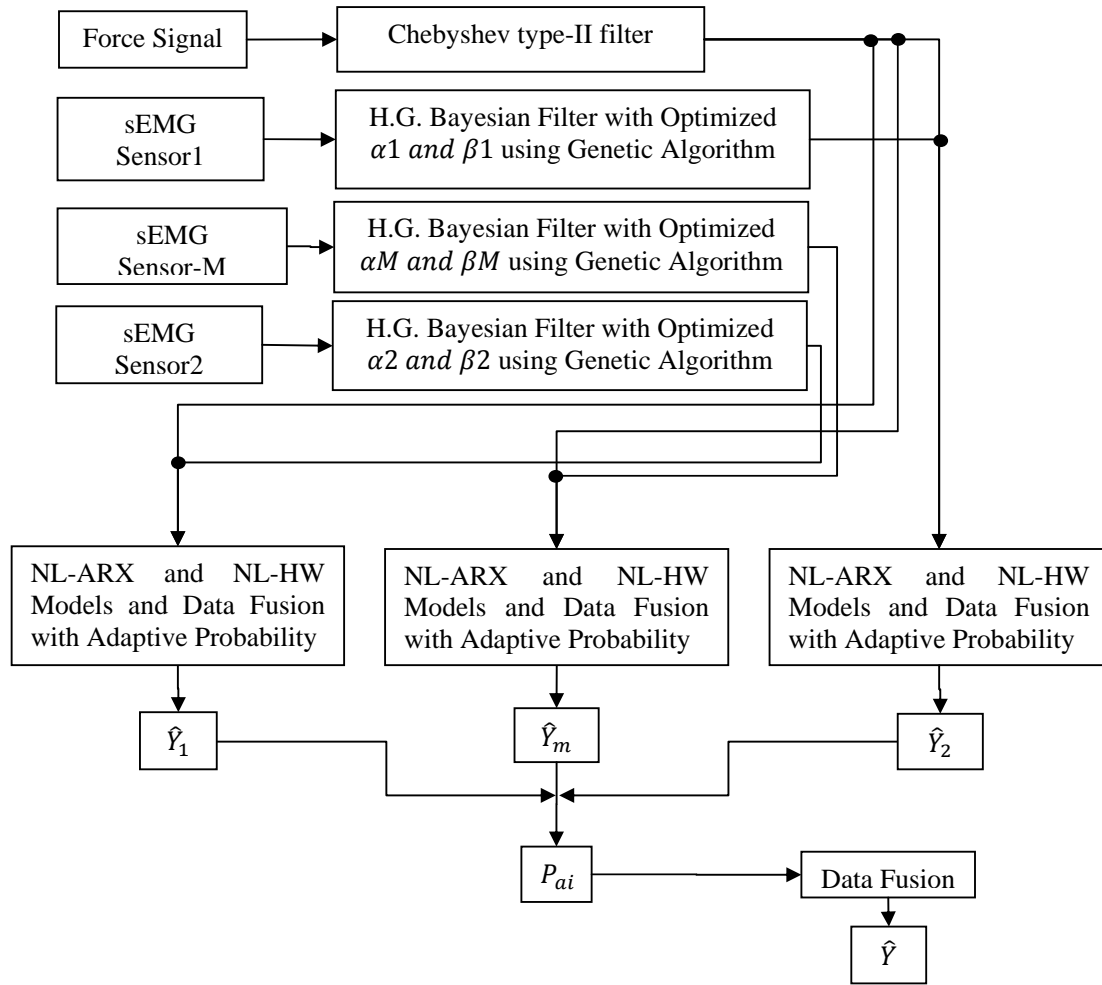 Force Signal
Chebyshev type-II filter
sEMG
Sensor1
H.G. Bayesian Filter with Optimized
α1 and β1 using Genetic Algorithm
sEMG
Sensor-M
H.G. Bayesian Filter with Optimized
αM and βM using Genetic Algorithm
sEMG
Sensor2
H.G. Bayesian Filter with Optimized
α2 and β2 using Genetic Algorithm
NL-ARX and NL-HW
Models and Data Fusion
with Adaptive Probability
NL-ARX and NL-HW
Models and Data Fusion
with Adaptive Probability
NL-ARX and NL-HW
Models and Data Fusion
with Adaptive Probability
Ŷ₁
Ŷₘ
Ŷ₂
Pₐᵢ
Data Fusion
Ŷ